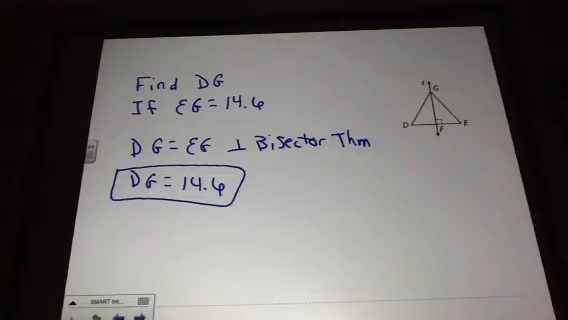 Find DG
If EG = 14.6
DG = EG ⊥ Bisector Thm
DG = 14.6
G
D
E
F
SMART Ink...